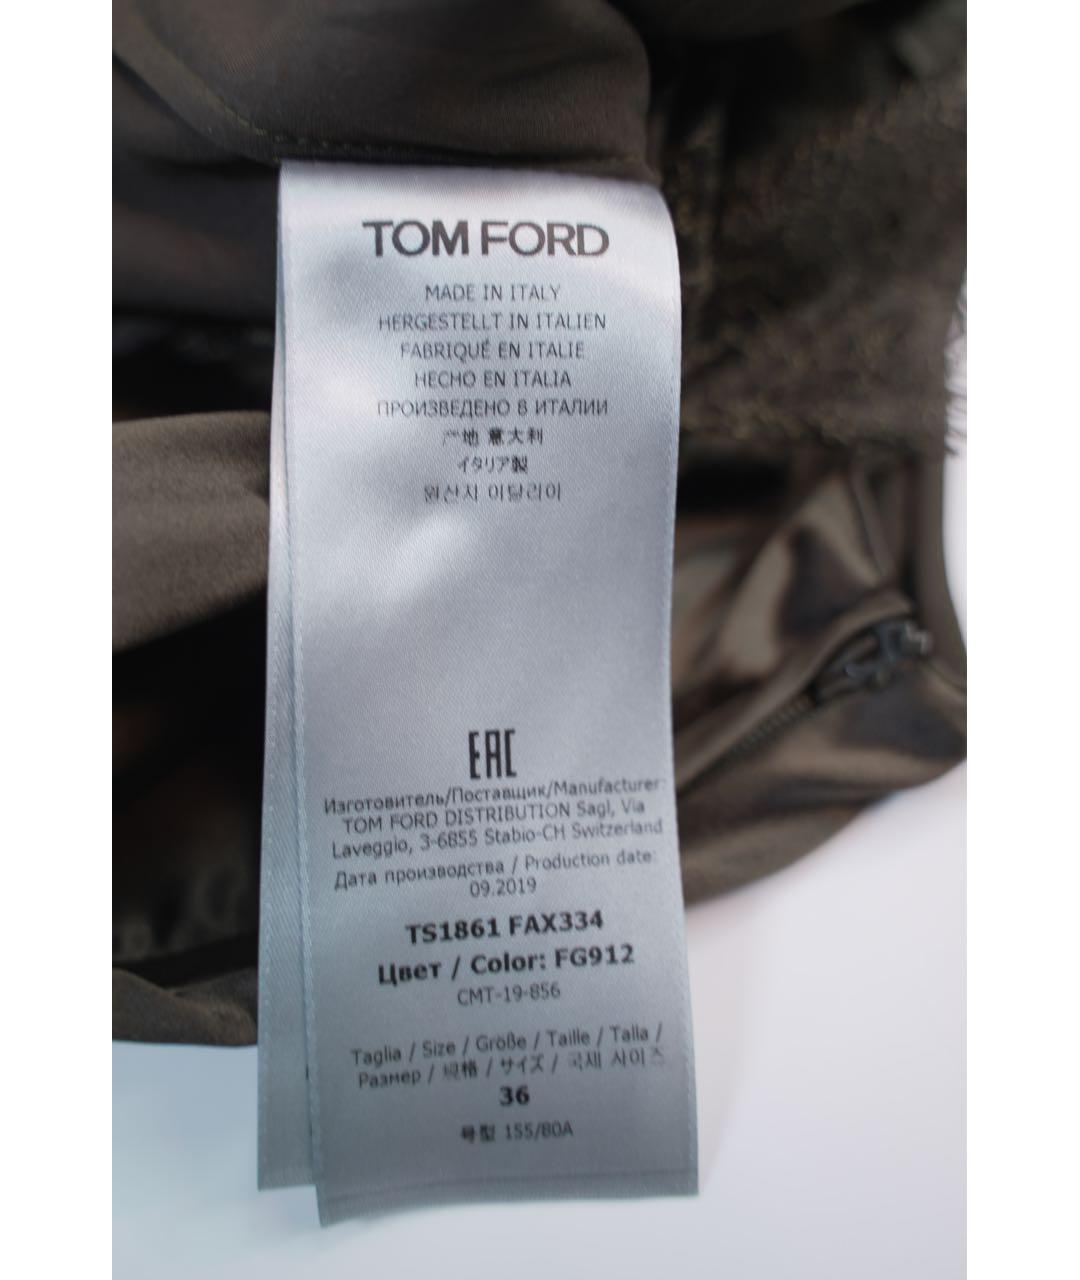 TOM FORD
MADE IN ITALY
HERGESTELLT IN ITALIEN
FABRIQUÉ EN ITALIE
HECHO EN ITALIA
ПРОИЗВЕДЕНО В ИТАЛИИ
产地 意大利
イタリア製
원산지 이탈리아
EAC
Изготовитель/Поставщик/Manufacturer:
TOM FORD DISTRIBUTION Sagl, Via
Laveggio, 3-6855 Stabio-CH Switzerland
Дата производства / Production date:
09.2019
TS1861 FAX334
Цвет / Color: FG912
CMT-19-856
Taglia / Size / Größe / Taille / Talla /
Размер / 规格 / サイズ / 국제 사이즈
36
号型 155/80A